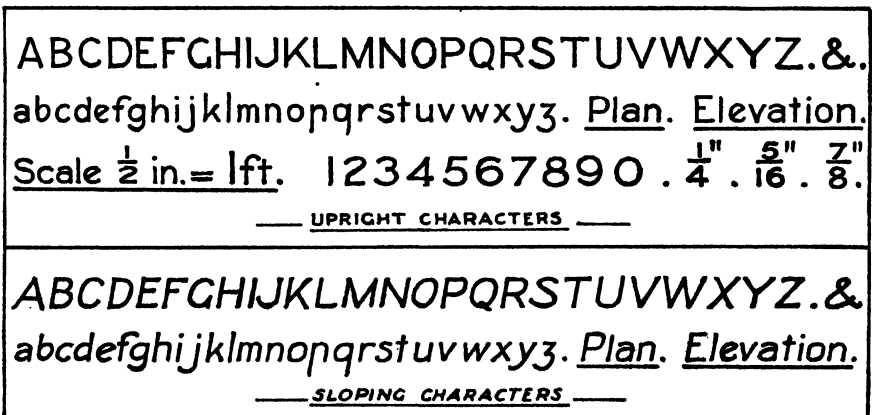 ABCDEFGHIJKLMNOPQRSTUVWXYZ.&.
abcdefghijklmnopqrstuvwxyz. Plan. Elevation.
Scale 1/2 in.= 1ft. 1234567890 . 1/4" . 5/16" . 7/8".
UPRIGHT CHARACTERS
ABCDEFGHIJKLMNOPQRSTUVWXYZ.&
abcdefghijklmnopqrstuvwxyz. Plan. Elevation.
SLOPING CHARACTERS